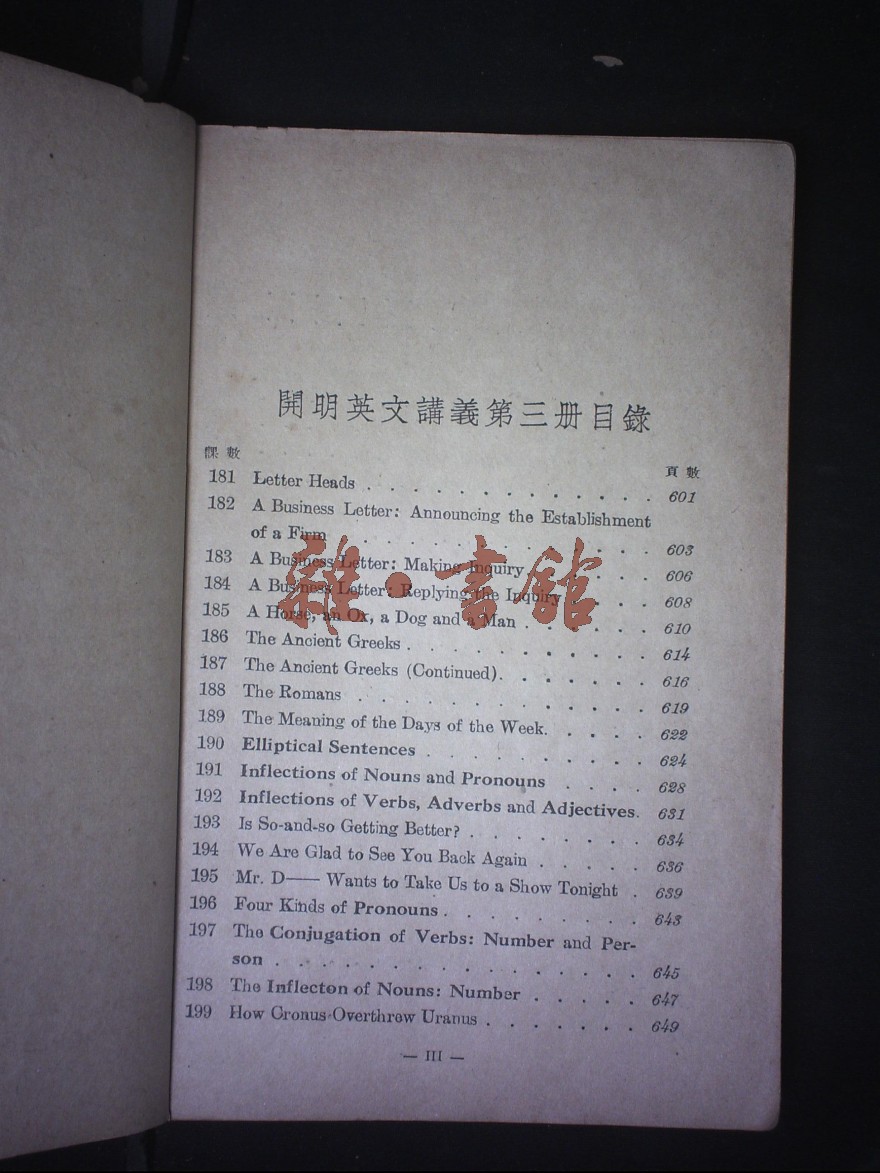 開明英文講義第三册目錄
課數 頁數
181 Letter Heads . . . . . . . . . . . . . 601
182 A Business Letter: Announcing the Establishment
of a Firm . . . . . . . . . . . . . 603
183 A Business Letter: Making Inquiry . . . . . 606
184 A Business Letter: Replying the Inquiry . . . 608
185 A Horse, an Ox, a Dog and a Man . . . . . . 610
186 The Ancient Greeks . . . . . . . . . . . 614
187 The Ancient Greeks (Continued). . . . . . . 616
188 The Romans . . . . . . . . . . . . . 619
189 The Meaning of the Days of the Week. . . . . 622
190 Elliptical Sentences . . . . . . . . . . 624
191 Inflections of Nouns and Pronouns . . . . 628
192 Inflections of Verbs, Adverbs and Adjectives. 631
193 Is So-and-so Getting Better? . . . . . . . 634
194 We Are Glad to See You Back Again . . . . . 636
195 Mr. D—— Wants to Take Us to a Show Tonight . 639
196 Four Kinds of Pronouns . . . . . . . . . 643
197 The Conjugation of Verbs: Number and Per-
son . . . . . . . . . . . . . . . . 645
198 The Inflecton of Nouns: Number . . . . . 647
199 How Cronus Overthrew Uranus . . . . . . . 649
— III —
雜·書館